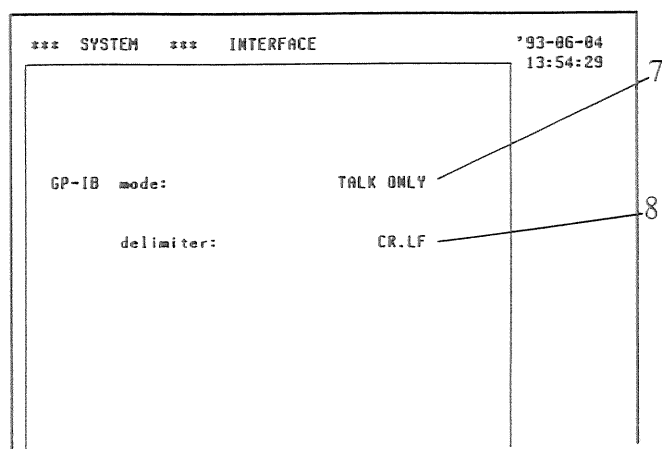 *** SYSTEM *** INTERFACE '93-06-04
13:54:29
7
GP-IB mode: TALK ONLY
8
delimiter: CR.LF